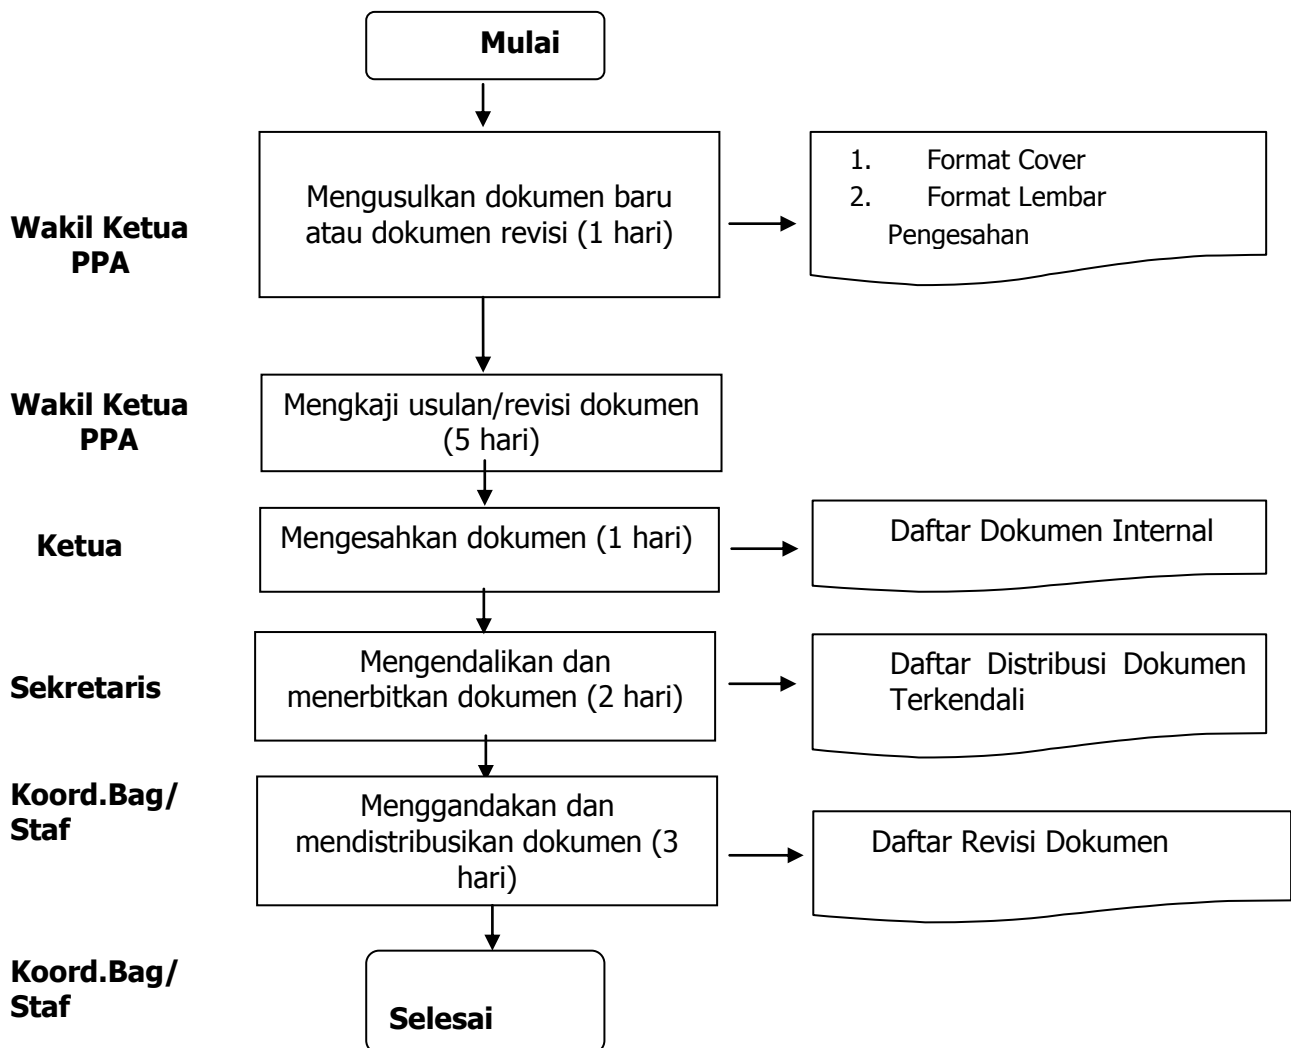 Mulai
Wakil Ketua
PPA
Mengusulkan dokumen baru
atau dokumen revisi (1 hari)
1. Format Cover
2. Format Lembar
Pengesahan
Wakil Ketua
PPA
Mengkaji usulan/revisi dokumen
(5 hari)
Ketua
Mengesahkan dokumen (1 hari)
Daftar Dokumen Internal
Sekretaris
Mengendalikan dan
menerbitkan dokumen (2 hari)
Daftar Distribusi Dokumen
Terkendali
Koord.Bag/
Staf
Menggandakan dan
mendistribusikan dokumen (3
hari)
Daftar Revisi Dokumen
Koord.Bag/
Staf
Selesai